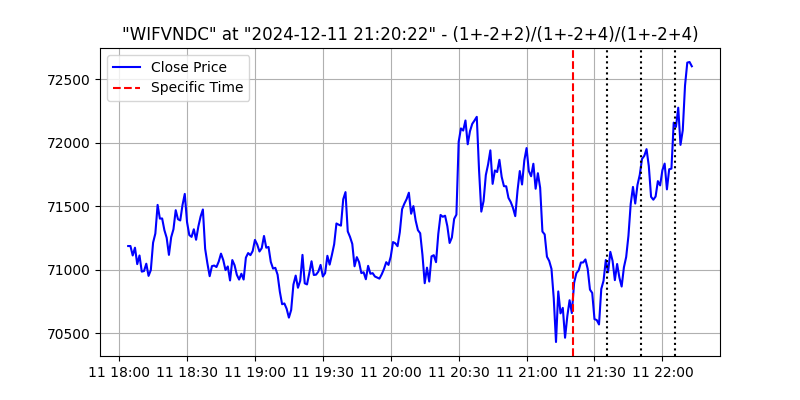 "WIFVNDC" at "2024-12-11 21:20:22" - (1+-2+2)/(1+-2+4)/(1+-2+4)
Close Price
Specific Time
72500
72000
71500
71000
70500
11 18:00 11 18:30 11 19:00 11 19:30 11 20:00 11 20:30 11 21:00 11 21:30 11 22:00